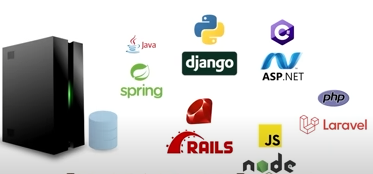 Java
spring
django
C#
ASP.NET
php
Laravel
RAILS
JS
node